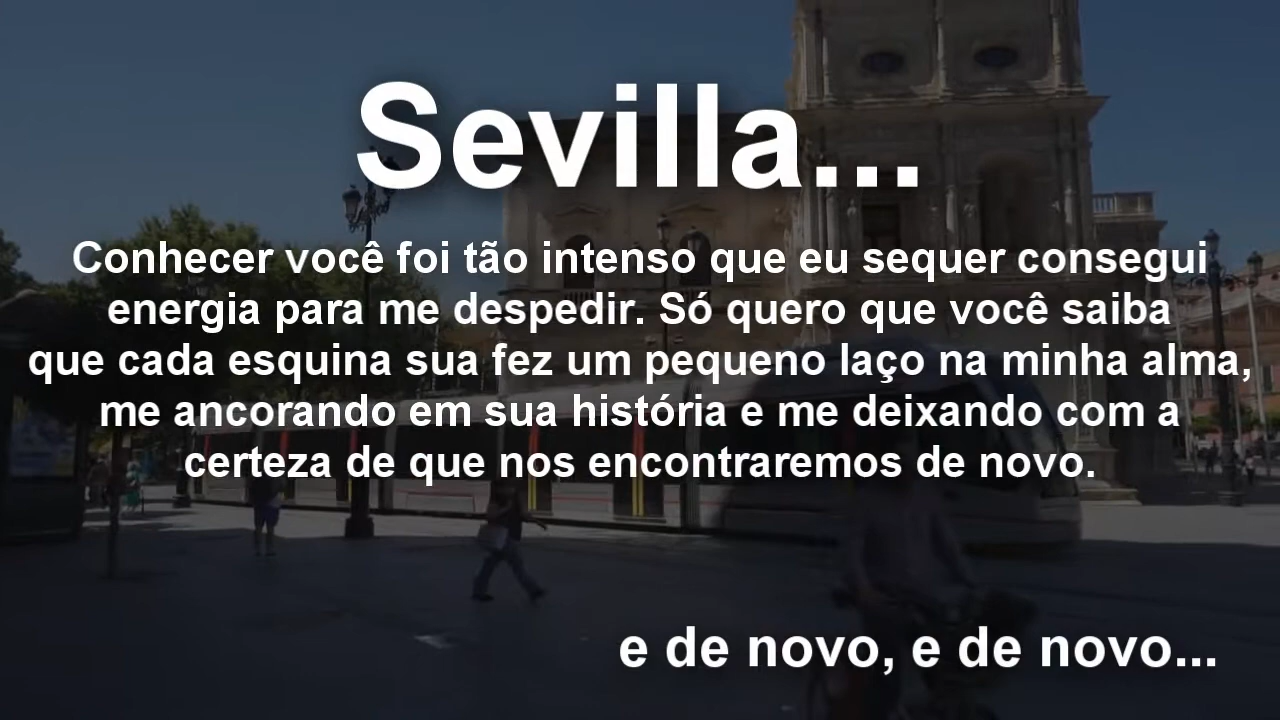 Sevilla...
Conhecer você foi tão intenso que eu sequer consegui
energia para me despedir. Só quero que você saiba
que cada esquina sua fez um pequeno laço na minha alma,
me ancorando em sua história e me deixando com a
certeza de que nos encontraremos de novo.
e de novo, e de novo...